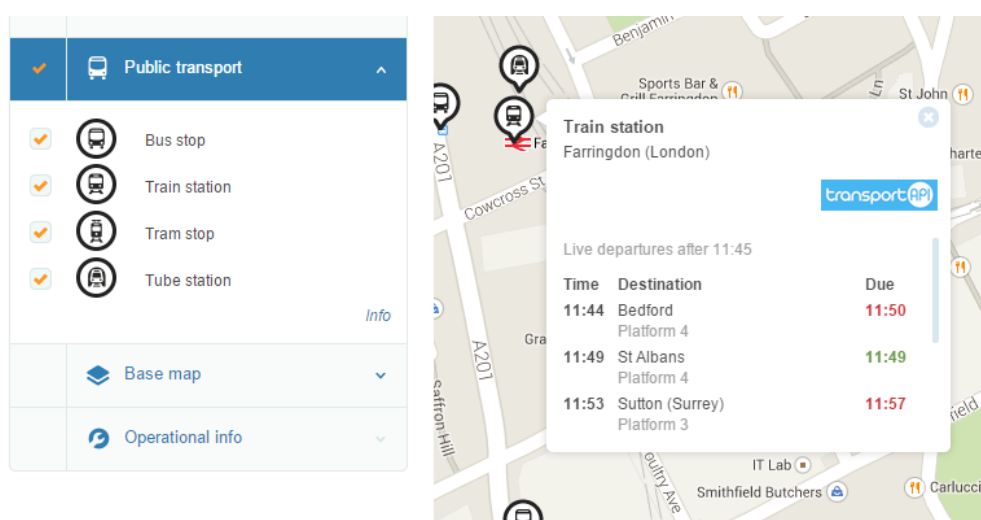 Public transport
Bus stop
Train station
Tram stop
Tube station
Info
Base map
Operational info
Benjamin
Sports Bar &
Grill Farringdon
St John
Ln
A201
Cowcross St
Train station
Farringdon (London)
transportAPI
Live departures after 11:45
Time Destination Due
11:44 Bedford 11:50
Platform 4
11:49 St Albans 11:49
Platform 4
11:53 Sutton (Surrey) 11:57
Platform 3
A201
Saffron Hill
IT Lab
Smithfield Butchers
Carlucci